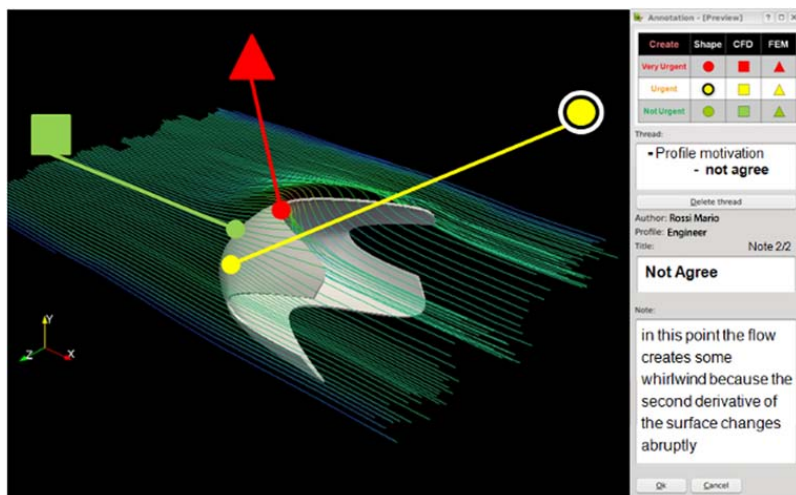 Annotation - [Preview]
Create Shape CFD FEM
Very Urgent
Urgent
Not Urgent
Thread:
- Profile motivation
- not agree
Delete thread
Author: Rossi Mario
Profile: Engineer
Title: Note 2/2
Not Agree
Note:
in this point the flow
creates some
whirlwind because the
second derivative of
the surface changes
abruptly
Ok Cancel
Y
Z X